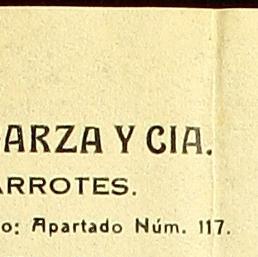 ARZA Y CIA.
ARROTES.
o: Apartado Núm. 117.